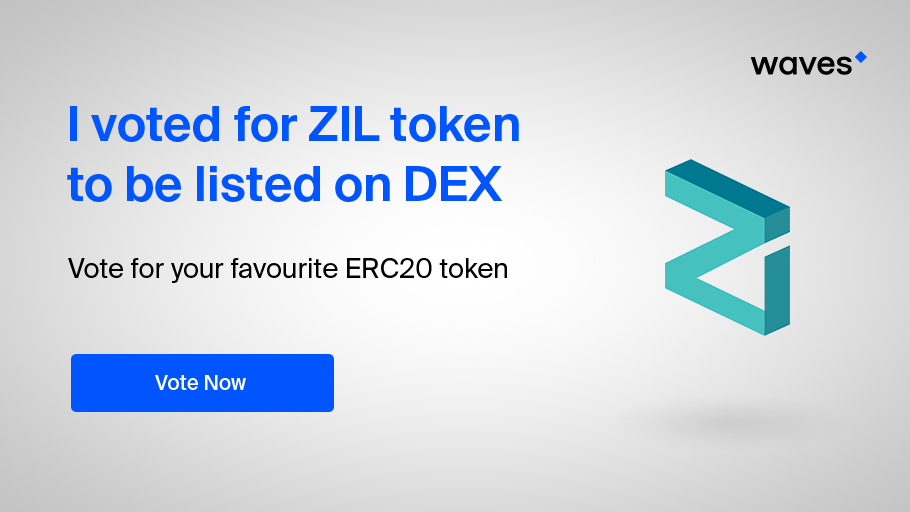 waves
I voted for ZIL token
to be listed on DEX
Vote for your favourite ERC20 token
Vote Now